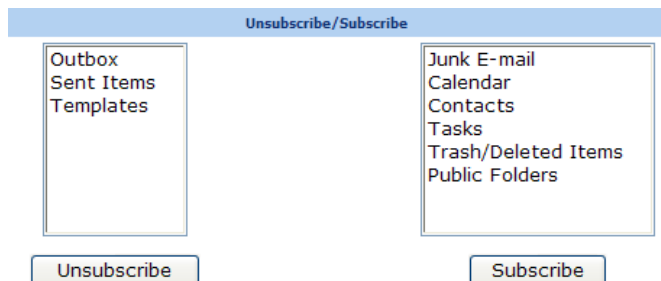 Unsubscribe/Subscribe
Outbox
Sent Items
Templates
Junk E-mail
Calendar
Contacts
Tasks
Trash/Deleted Items
Public Folders
Unsubscribe
Subscribe